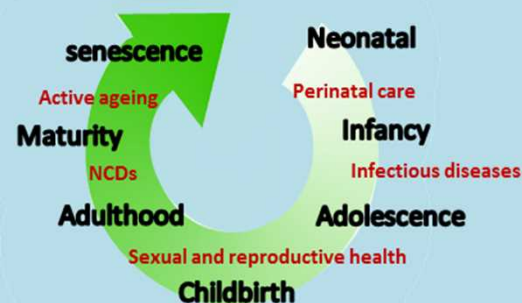 Neonatal
Perinatal care
Infancy
Infectious diseases
Adolescence
Sexual and reproductive health
Childbirth
Adulthood
NCDs
Maturity
Active ageing
senescence